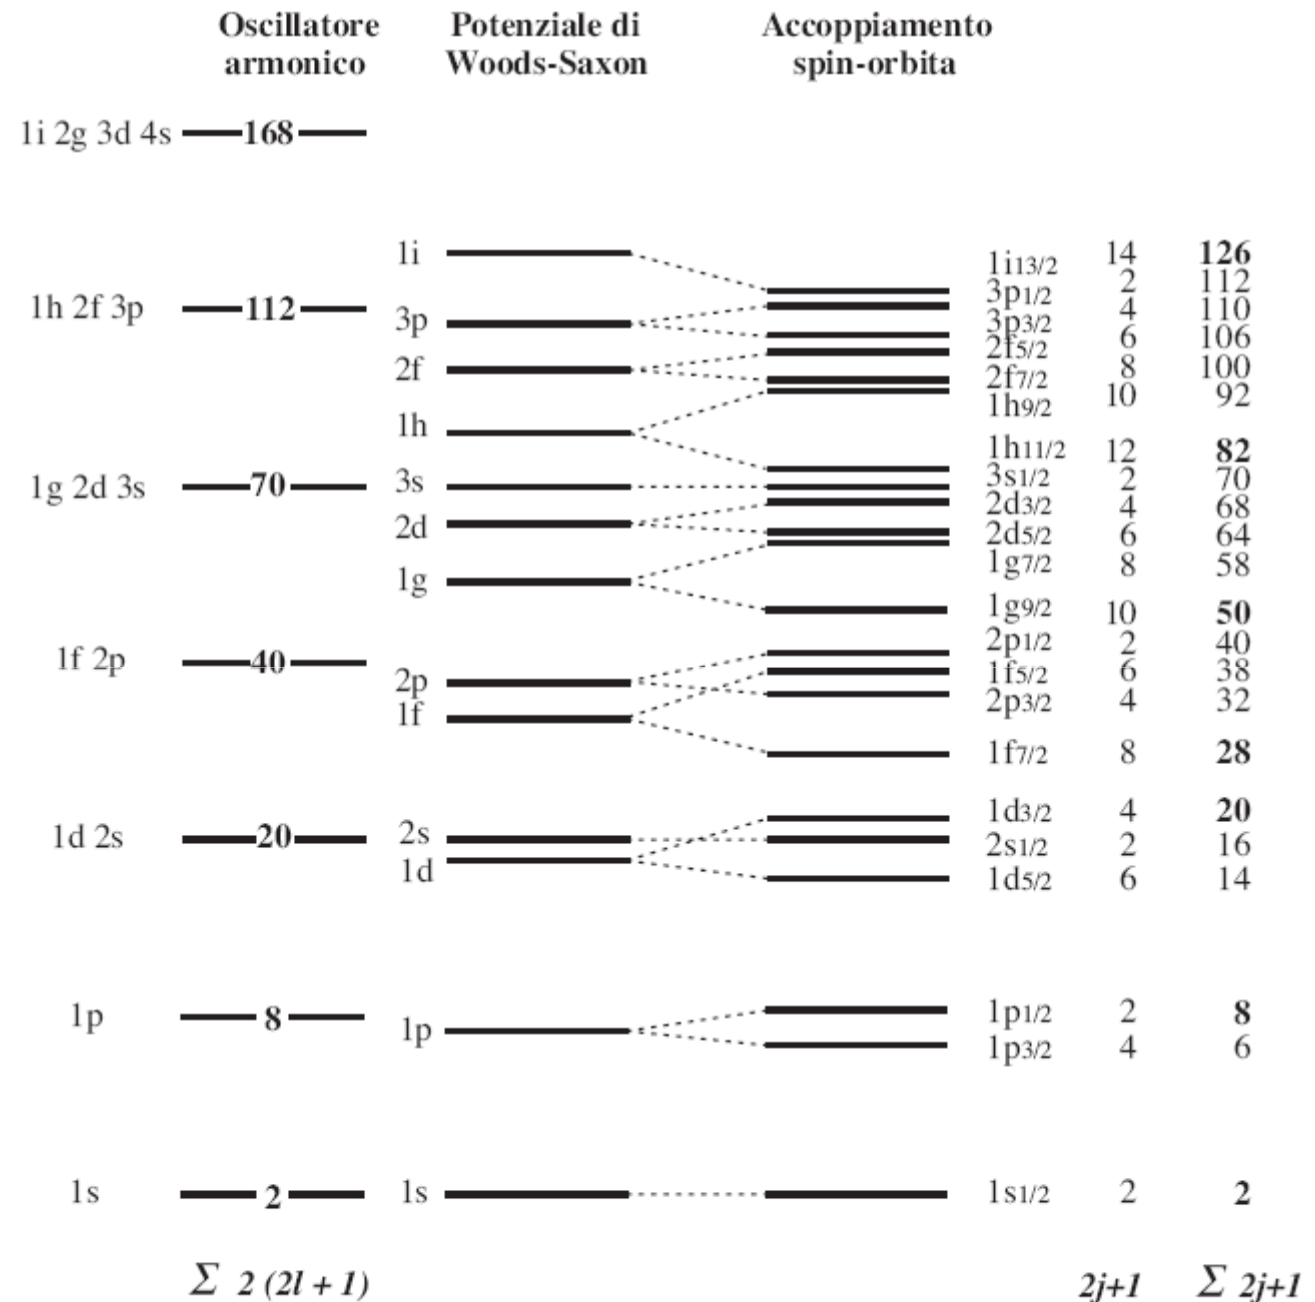 Oscillatore armonico
Potenziale di Woods-Saxon
Accoppiamento spin-orbita
1i 2g 3d 4s 168
1i 1i13/2 14 126
3p1/2 2 112
1h 2f 3p 112
3p 3p3/2 4 110
2f5/2 6 106
2f 2f7/2 8 100
1h9/2 10 92
1h 1h11/2 12 82
1g 2d 3s 70
3s 3s1/2 2 70
2d3/2 4 68
2d 2d5/2 6 64
1g7/2 8 58
1g 1g9/2 10 50
2p1/2 2 40
1f 2p 40
1f5/2 6 38
2p 2p3/2 4 32
1f 1f7/2 8 28
1d3/2 4 20
1d 2s 20
2s 2s1/2 2 16
1d 1d5/2 6 14
1p 8
1p 1p1/2 2 8
1p3/2 4 6
1s 2 1s 1s1/2 2 2
Σ 2 (2l + 1) 2j+1 Σ 2j+1